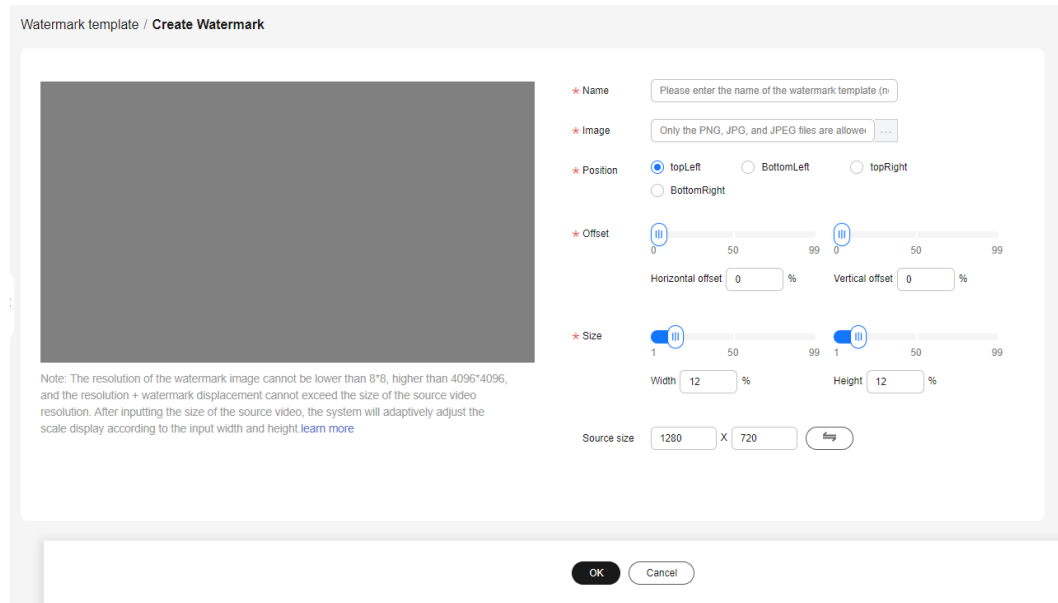 Watermark template / Create Watermark
* Name Please enter the name of the watermark template (n
* Image Only the PNG, JPG, and JPEG files are allowe ...
* Position topLeft BottomLeft topRight
BottomRight
* Offset
0 50 99 0 50 99
Horizontal offset 0 % Vertical offset 0 %
* Size
1 50 99 1 50 99
Width 12 % Height 12 %
Source size 1280 X 720
Note: The resolution of the watermark image cannot be lower than 8*8, higher than 4096*4096,
and the resolution + watermark displacement cannot exceed the size of the source video
resolution. After inputting the size of the source video, the system will adaptively adjust the
scale display according to the input width and height.learn more
OK Cancel